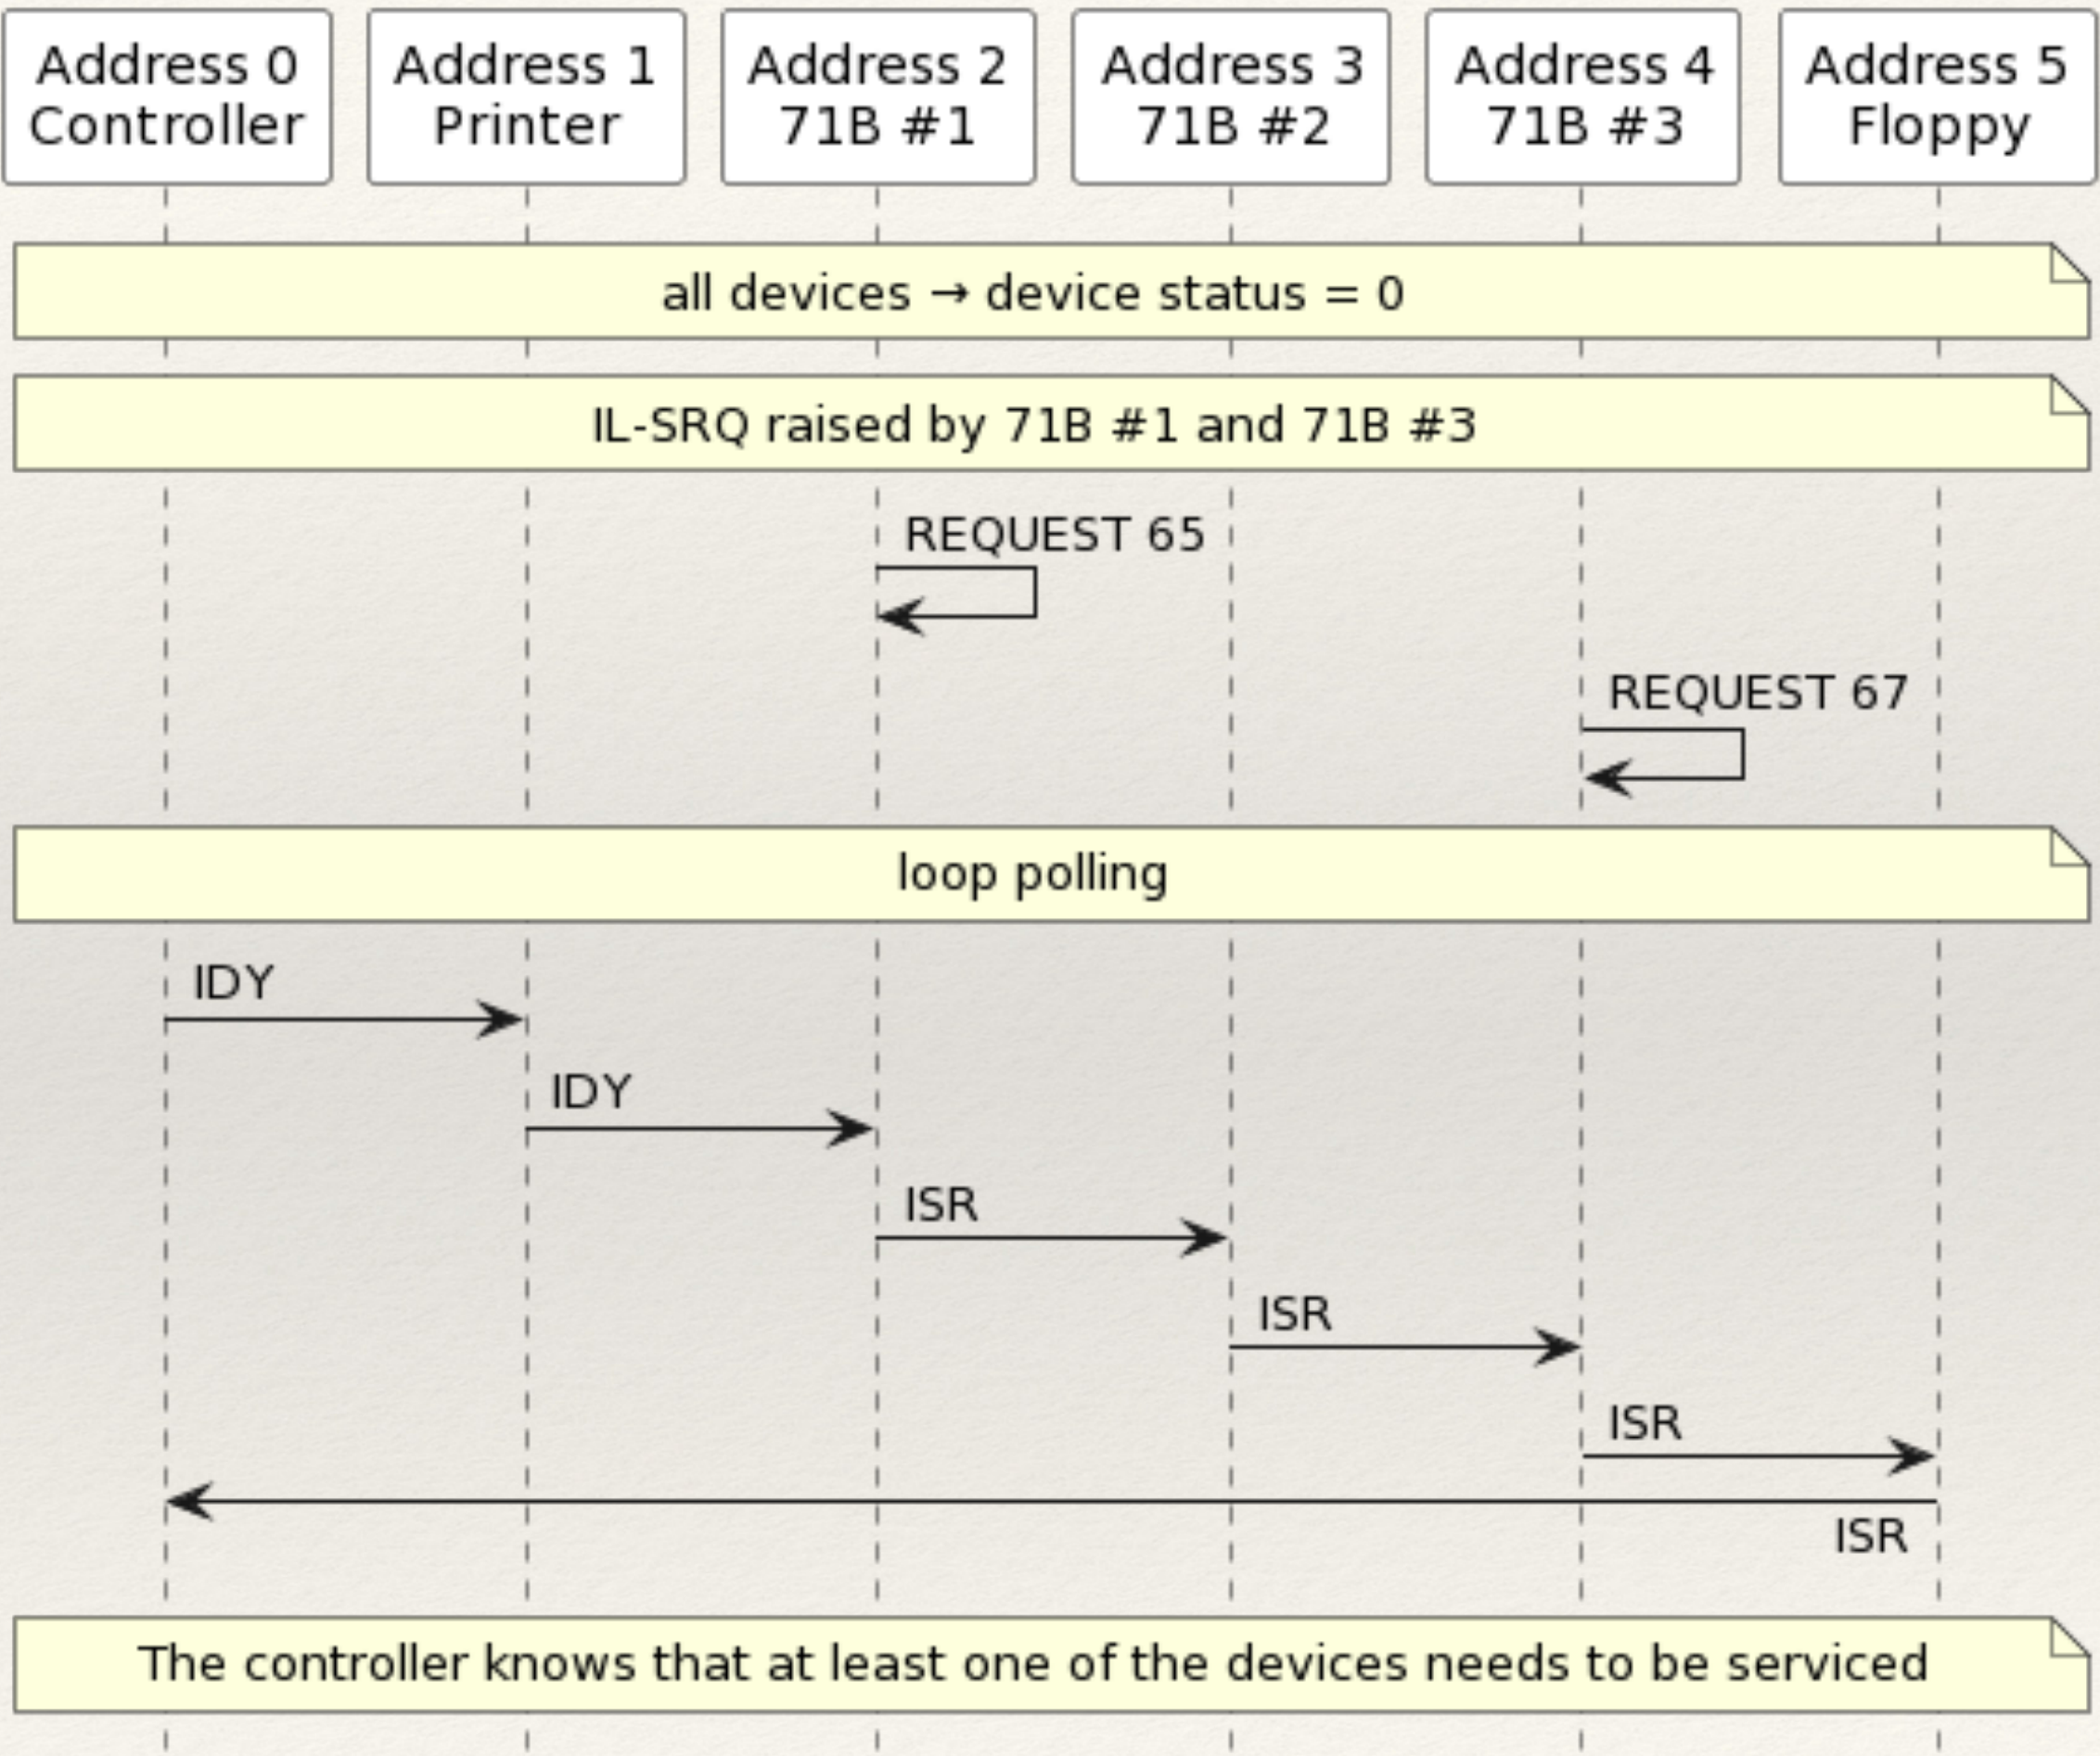 Address 0
Controller
Address 1
Printer
Address 2
71B #1
Address 3
71B #2
Address 4
71B #3
Address 5
Floppy
all devices → device status = 0
IL-SRQ raised by 71B #1 and 71B #3
REQUEST 65
REQUEST 67
loop polling
IDY
IDY
ISR
ISR
ISR
ISR
The controller knows that at least one of the devices needs to be serviced